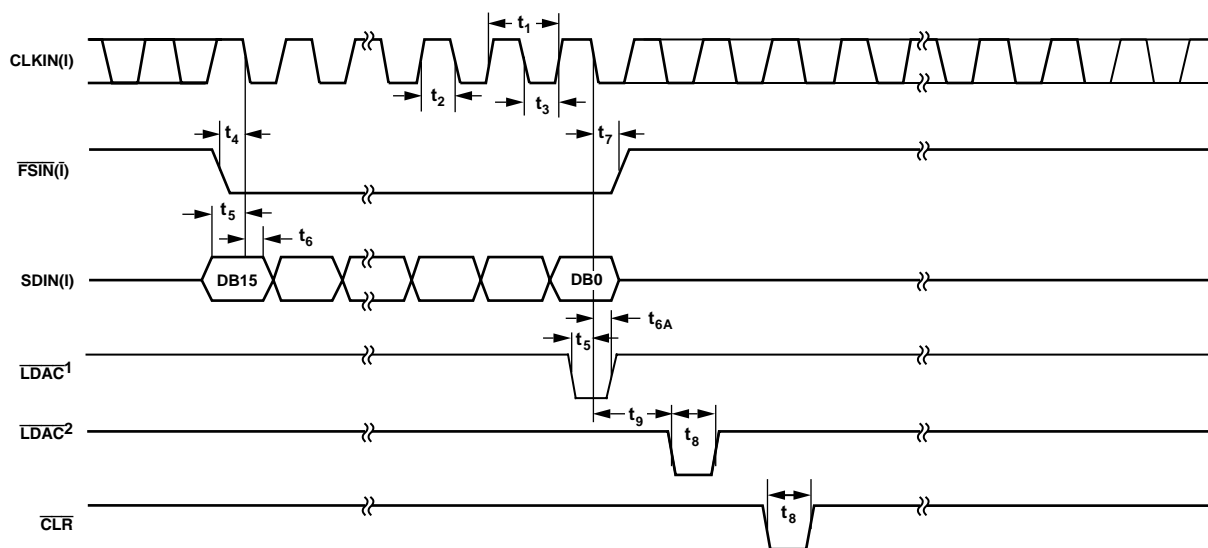 t1
CLKIN(I)
t2
t3
t4
t7
FSIN(I)
t5
t6
SDIN(I)
DB15
DB0
t6A
t5
LDAC1
t9
t8
LDAC2
t8
CLR